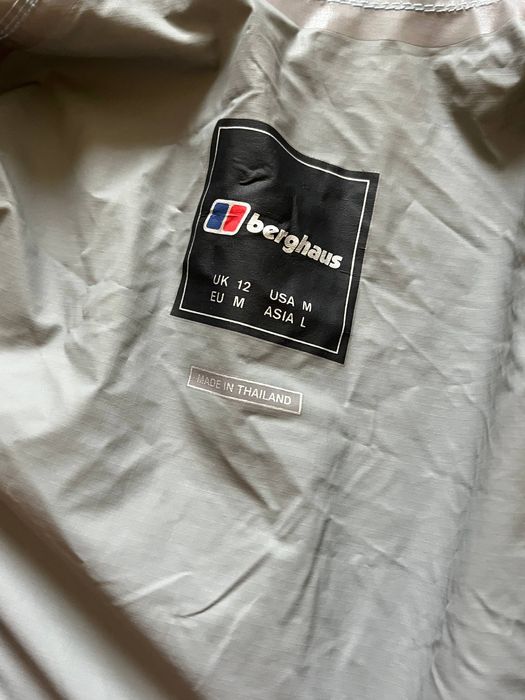 berghaus
UK 12 USA M
EU M ASIA L
MADE IN THAILAND